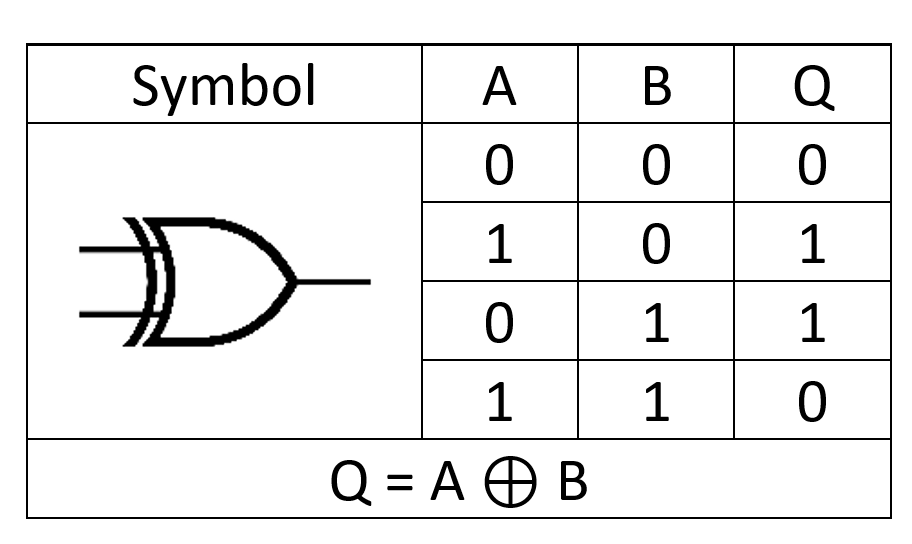 Symbol A B Q
0 0 0
1 0 1
0 1 1
1 1 0
Q = A ⊕ B